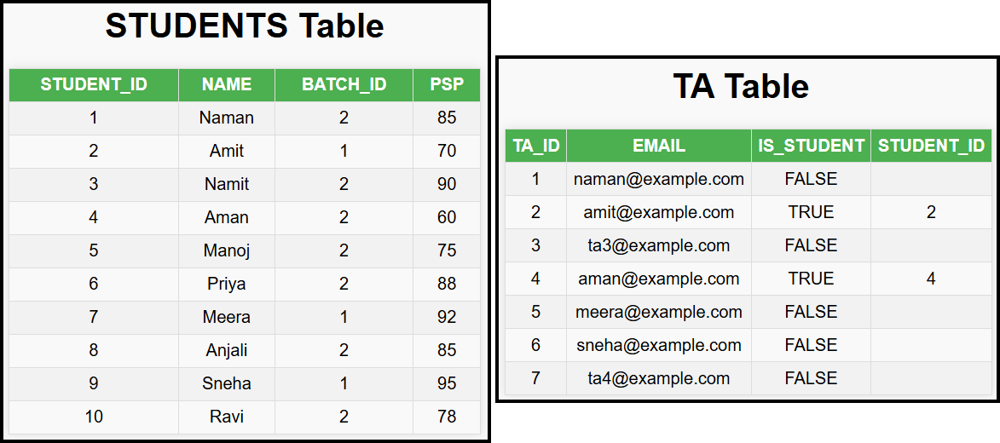 STUDENTS Table
STUDENT_ID NAME BATCH_ID PSP
1 Naman 2 85
2 Amit 1 70
3 Namit 2 90
4 Aman 2 60
5 Manoj 2 75
6 Priya 2 88
7 Meera 1 92
8 Anjali 2 85
9 Sneha 1 95
10 Ravi 2 78
TA Table
TA_ID EMAIL IS_STUDENT STUDENT_ID
1 naman@example.com FALSE
2 amit@example.com TRUE 2
3 ta3@example.com FALSE
4 aman@example.com TRUE 4
5 meera@example.com FALSE
6 sneha@example.com FALSE
7 ta4@example.com FALSE